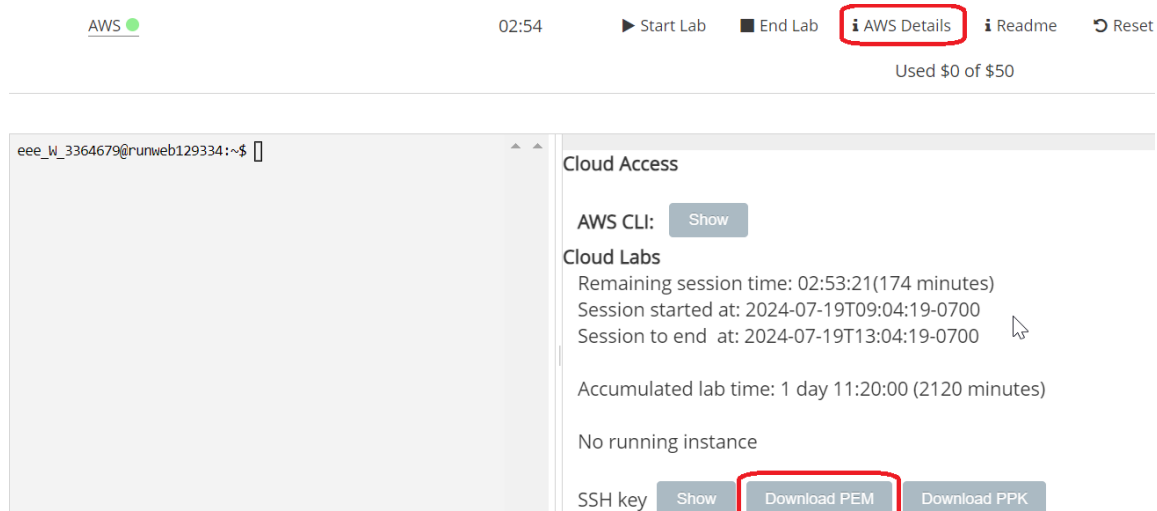 AWS 02:54 Start Lab End Lab i AWS Details i Readme Reset
Used $0 of $50
eee_W_3364679@runweb129334:~$
Cloud Access
AWS CLI: Show
Cloud Labs
Remaining session time: 02:53:21(174 minutes)
Session started at: 2024-07-19T09:04:19-0700
Session to end at: 2024-07-19T13:04:19-0700
Accumulated lab time: 1 day 11:20:00 (2120 minutes)
No running instance
SSH key Show Download PEM Download PPK